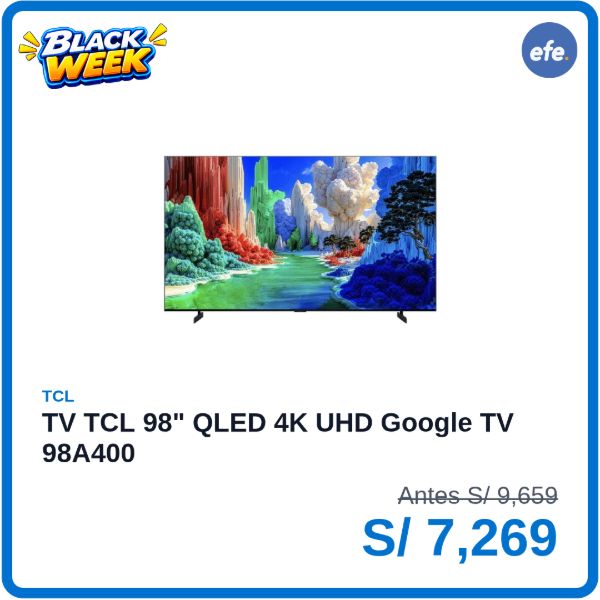 BLACK
WEEK
efe.
TCL
TV TCL 98" QLED 4K UHD Google TV
98A400
Antes S/ 9,659
S/ 7,269